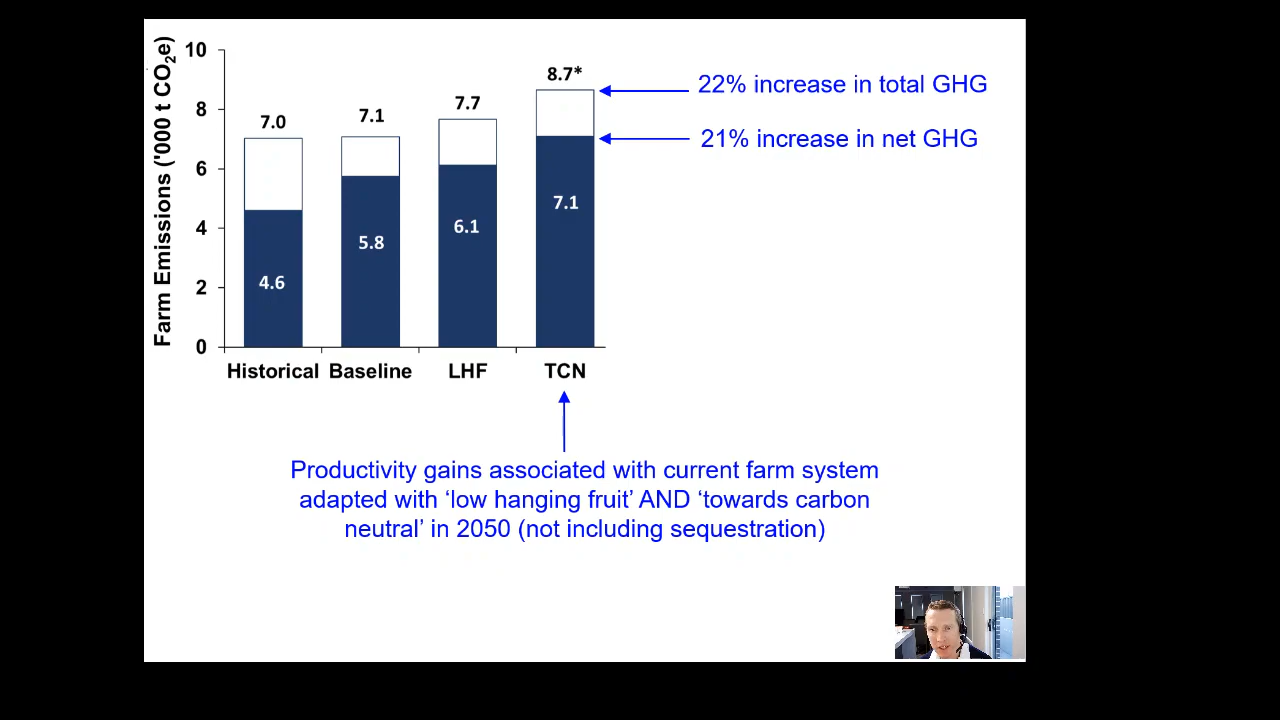 Farm Emissions ('000 t CO₂e)
10
8
6
4
2
0
7.0
7.1
7.7
8.7*
4.6
5.8
6.1
7.1
Historical
Baseline
LHF
TCN
22% increase in total GHG
21% increase in net GHG
Productivity gains associated with current farm system
adapted with ‘low hanging fruit’ AND ‘towards carbon
neutral’ in 2050 (not including sequestration)